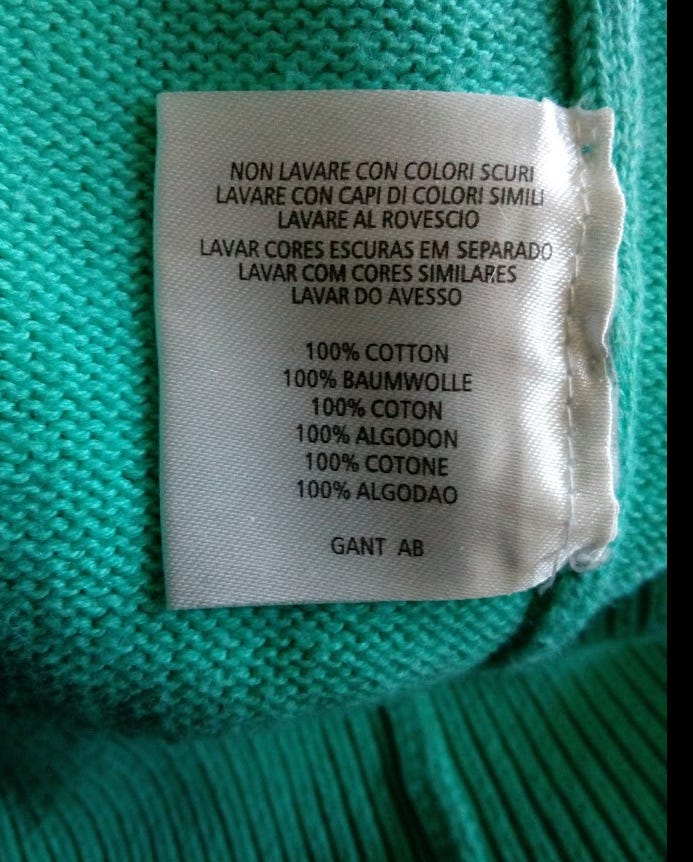 NON LAVARE CON COLORI SCURI
LAVARE CON CAPI DI COLORI SIMILI
LAVARE AL ROVESCIO
LAVAR CORES ESCURAS EM SEPARADO
LAVAR COM CORES SIMILARES
LAVAR DO AVESSO
100% COTTON
100% BAUMWOLLE
100% COTON
100% ALGODON
100% COTONE
100% ALGODAO
GANT AB